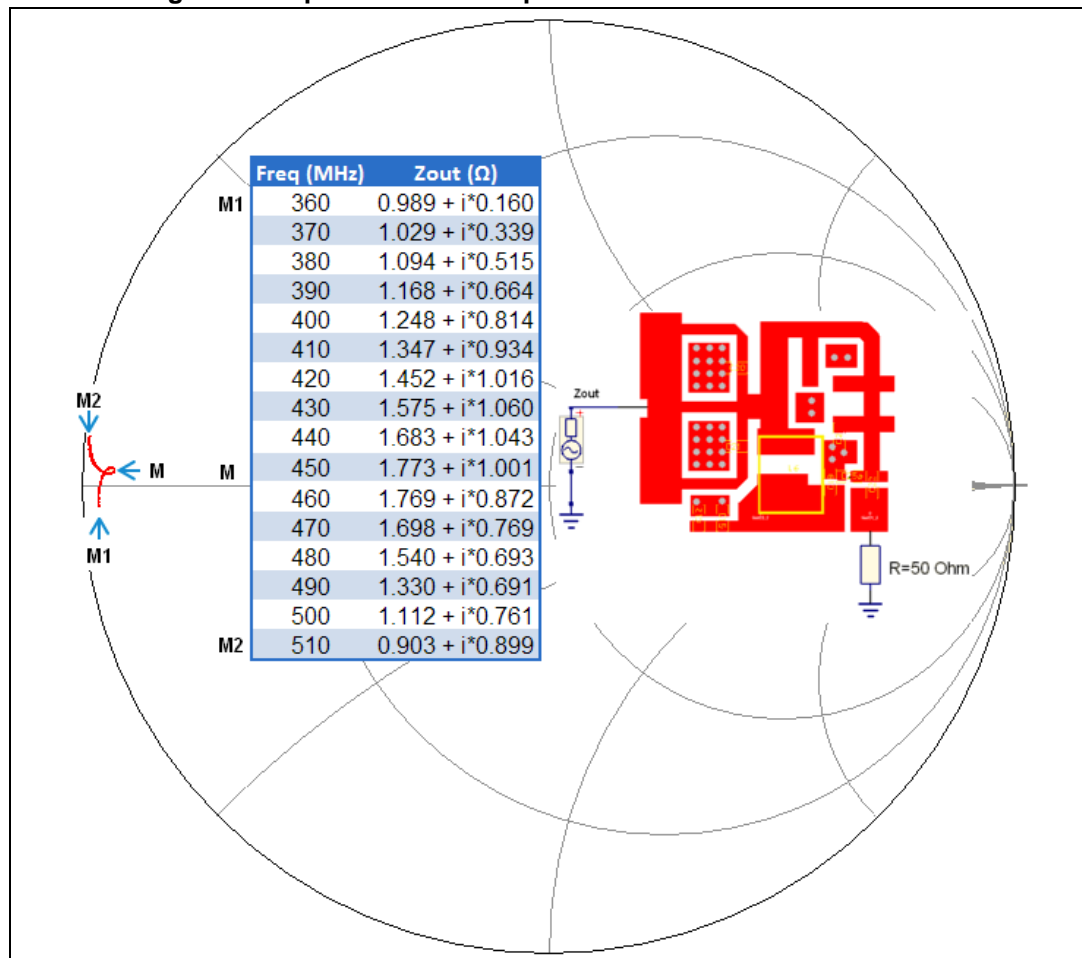 Freq (MHz) Zout (Ω)
M1 360 0.989 + i*0.160
370 1.029 + i*0.339
380 1.094 + i*0.515
390 1.168 + i*0.664
400 1.248 + i*0.814
410 1.347 + i*0.934
420 1.452 + i*1.016
430 1.575 + i*1.060
440 1.683 + i*1.043
M 450 1.773 + i*1.001
460 1.769 + i*0.872
470 1.698 + i*0.769
480 1.540 + i*0.693
490 1.330 + i*0.691
500 1.112 + i*0.761
M2 510 0.903 + i*0.899
M2
M
M1
Zout
R=50 Ohm